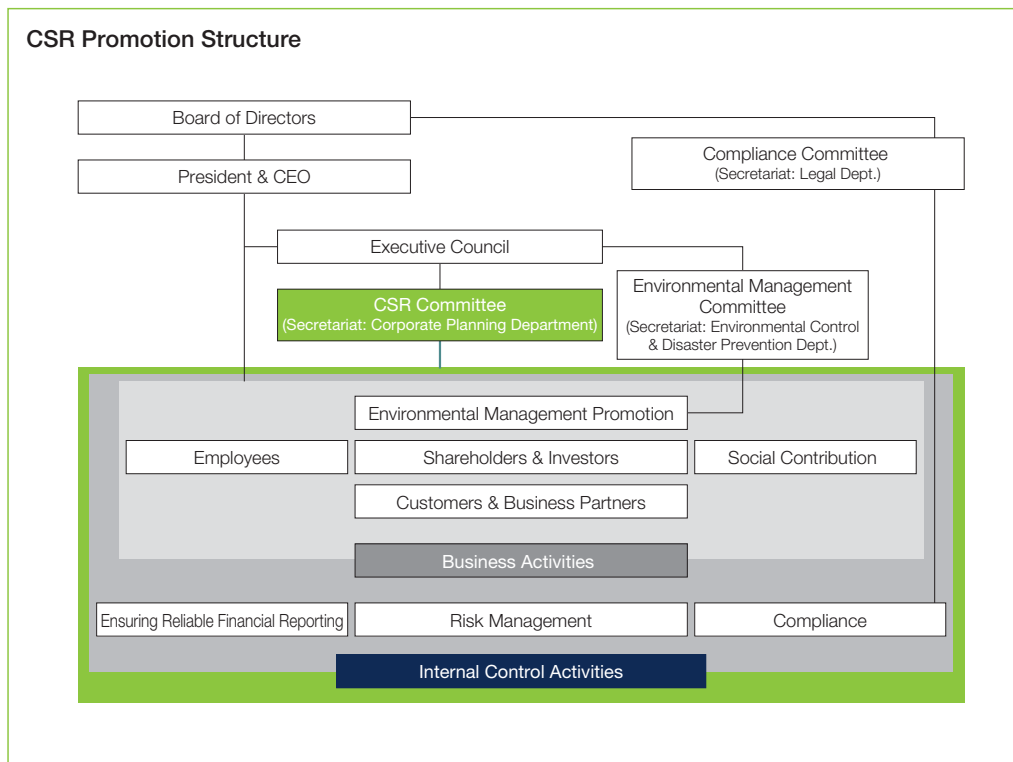 CSR Promotion Structure
Board of Directors
Compliance Committee
(Secretariat: Legal Dept.)
President & CEO
Executive Council
Environmental Management
Committee
(Secretariat: Environmental Control
& Disaster Prevention Dept.)
CSR Committee
(Secretariat: Corporate Planning Department)
Environmental Management Promotion
Employees
Shareholders & Investors
Social Contribution
Customers & Business Partners
Business Activities
Ensuring Reliable Financial Reporting
Risk Management
Compliance
Internal Control Activities